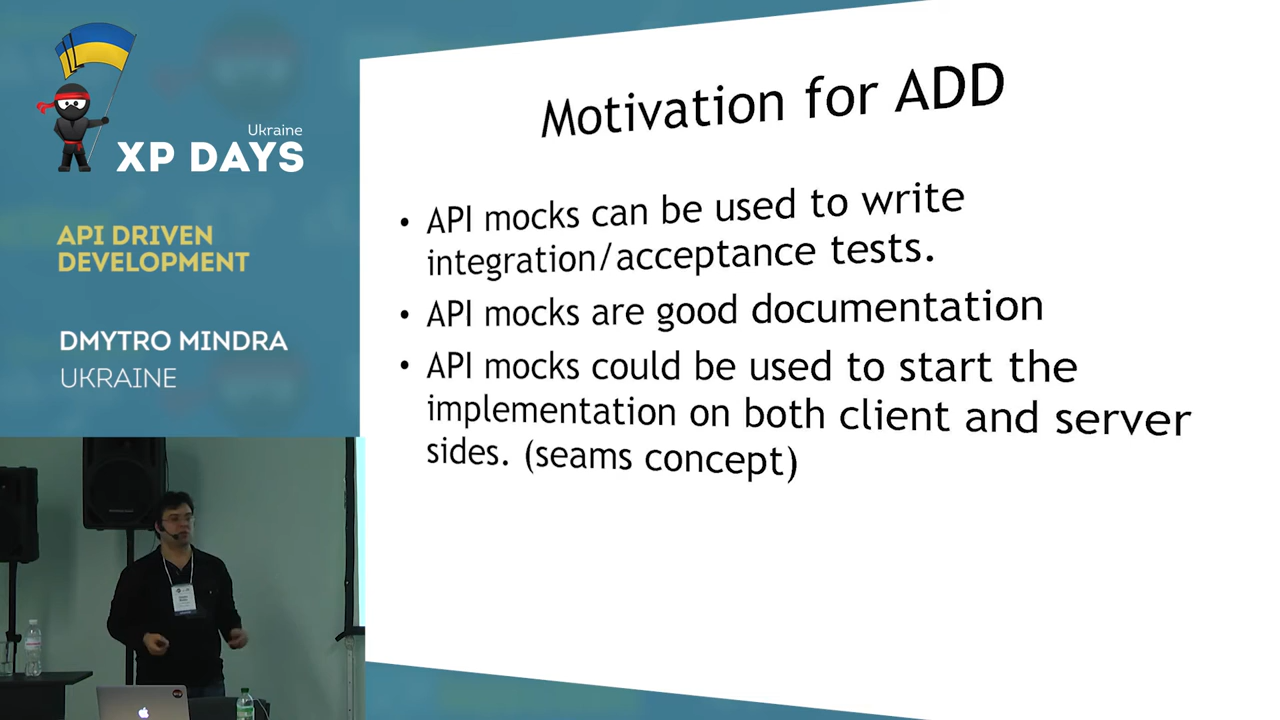 Ukraine
XP DAYS
API DRIVEN
DEVELOPMENT
DMYTRO MINDRA
UKRAINE
Motivation for ADD
• API mocks can be used to write
integration/acceptance tests.
• API mocks are good documentation
• API mocks could be used to start the
implementation on both client and server
sides. (seams concept)